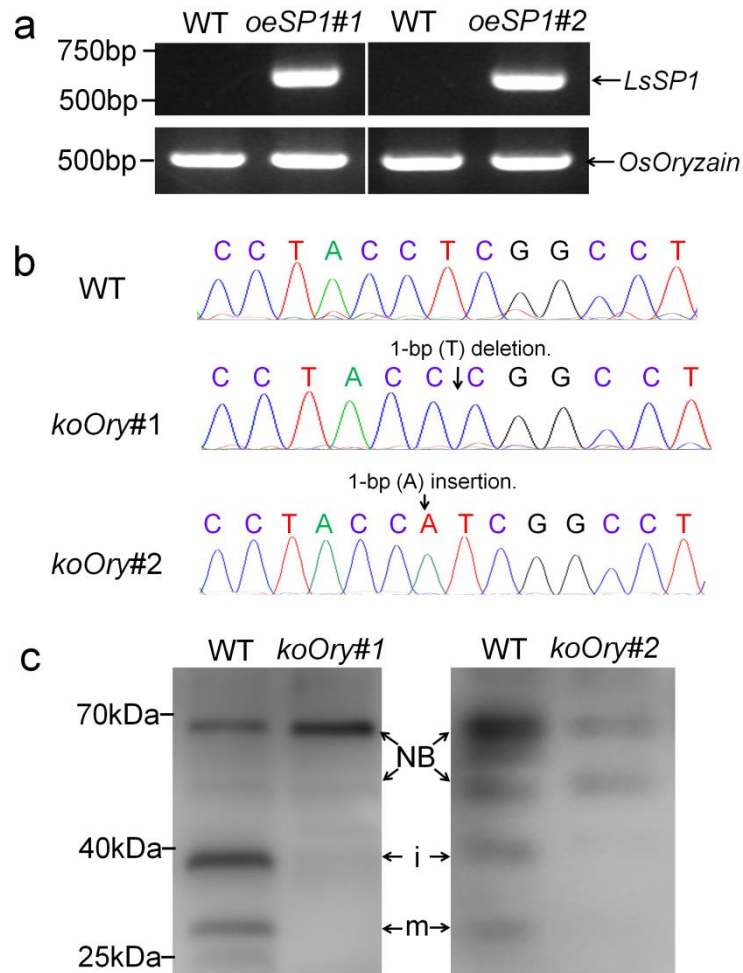 a
WT oeSP1#1 WT oeSP1#2
750bp
500bp
LsSP1
500bp
OsOryzain
b
C C T A C C T C G G C C T
WT
1-bp (T) deletion.
C C T A C C C G G C C T
koOry#1
1-bp (A) insertion.
C C T A C C A T C G G C C T
koOry#2
c
WT koOry#1 WT koOry#2
70kDa
NB
40kDa
i
m
25kDa